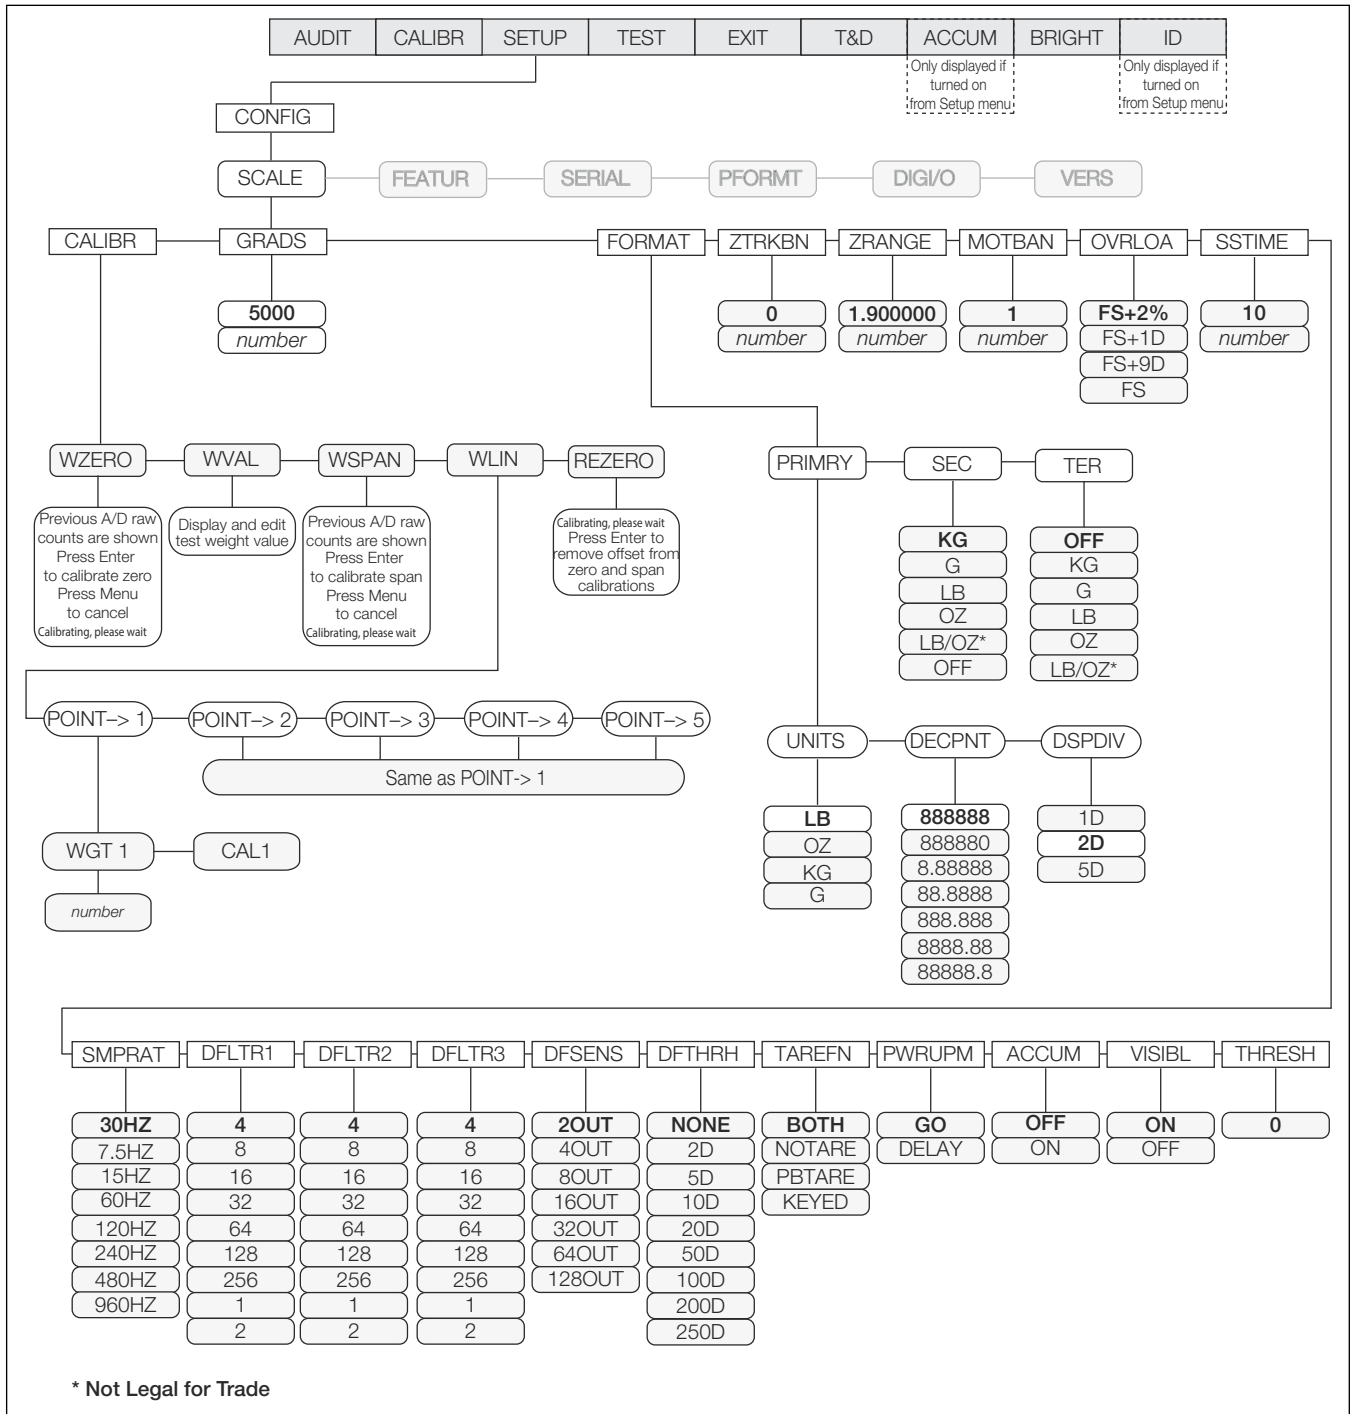 AUDIT CALIBR SETUP TEST EXIT T&D ACCUM BRIGHT ID
Only displayed if
turned on
from Setup menu
Only displayed if
turned on
from Setup menu
CONFIG
SCALE FEATUR SERIAL PFORMT DIGI/O VERS
CALIBR GRADS FORMAT ZTRKBN ZRANGE MOTBAN OVRLOA SSTIME
5000
number
0
number
1.900000
number
1
number
FS+2%
FS+1D
FS+9D
FS
10
number
WZERO WVAL WSPAN WLIN REZERO
Previous A/D raw
counts are shown
Press Enter
to calibrate zero
Press Menu
to cancel
Calibrating, please wait
Display and edit
test weight value
Previous A/D raw
counts are shown
Press Enter
to calibrate span
Press Menu
to cancel
Calibrating, please wait
Calibrating, please wait
Press Enter to
remove offset from
zero and span
calibrations
PRIMRY SEC TER
KG
G
LB
OZ
LB/OZ*
OFF
OFF
KG
G
LB
OZ
LB/OZ*
POINT–> 1 POINT–> 2 POINT–> 3 POINT–> 4 POINT–> 5
Same as POINT-> 1
WGT 1 CAL1
number
UNITS DECPNT DSPDIV
LB
OZ
KG
G
888888
888880
8.88888
88.8888
888.888
8888.88
88888.8
1D
2D
5D
SMPRAT DFLTR1 DFLTR2 DFLTR3 DFSENS DFTHRH TAREFN PWRUPM ACCUM VISIBL THRESH
30HZ
7.5HZ
15HZ
60HZ
120HZ
240HZ
480HZ
960HZ
4
8
16
32
64
128
256
1
2
4
8
16
32
64
128
256
1
2
4
8
16
32
64
128
256
1
2
2OUT
4OUT
8OUT
16OUT
32OUT
64OUT
128OUT
NONE
2D
5D
10D
20D
50D
100D
200D
250D
BOTH
NOTARE
PBTARE
KEYED
GO
DELAY
OFF
ON
ON
OFF
0
* Not Legal for Trade